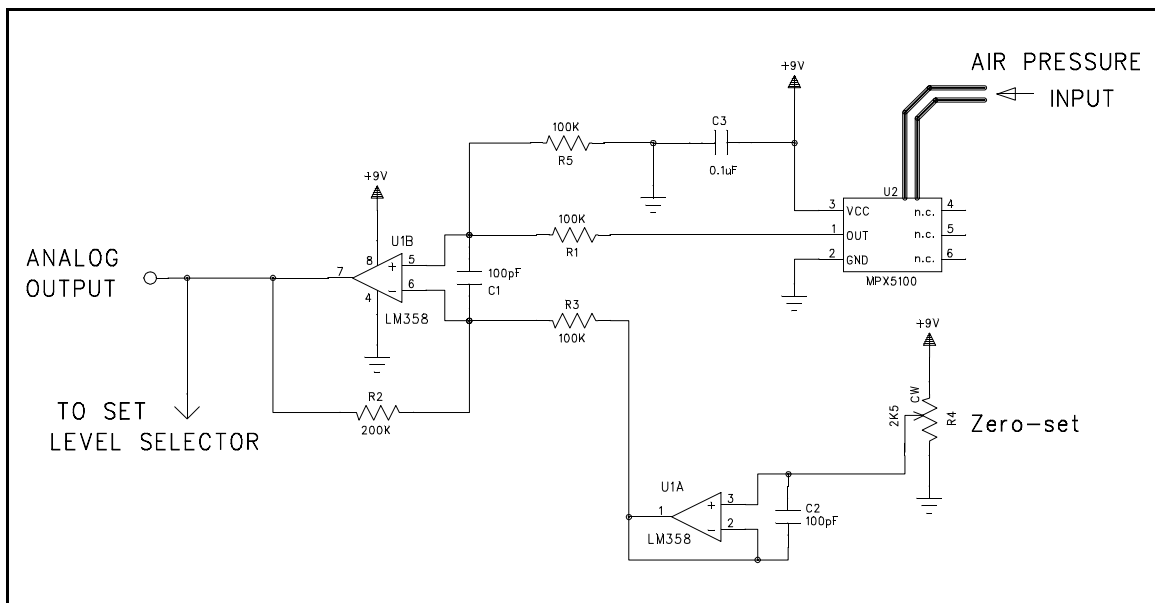 +9V
AIR PRESSURE
INPUT
100K
R5
C3
0.1uF
U2
3 VCC n.c. 4
1 OUT n.c. 5
2 GND n.c. 6
MPX5100
+9V
U1B
8
5
+
6
–
7
4
LM358
100K
R1
100pF
C1
ANALOG
OUTPUT
R3
100K
TO SET
LEVEL SELECTOR
R2
200K
+9V
CW
2K5
R4
Zero-set
U1A
3
+
2
–
1
LM358
C2
100pF